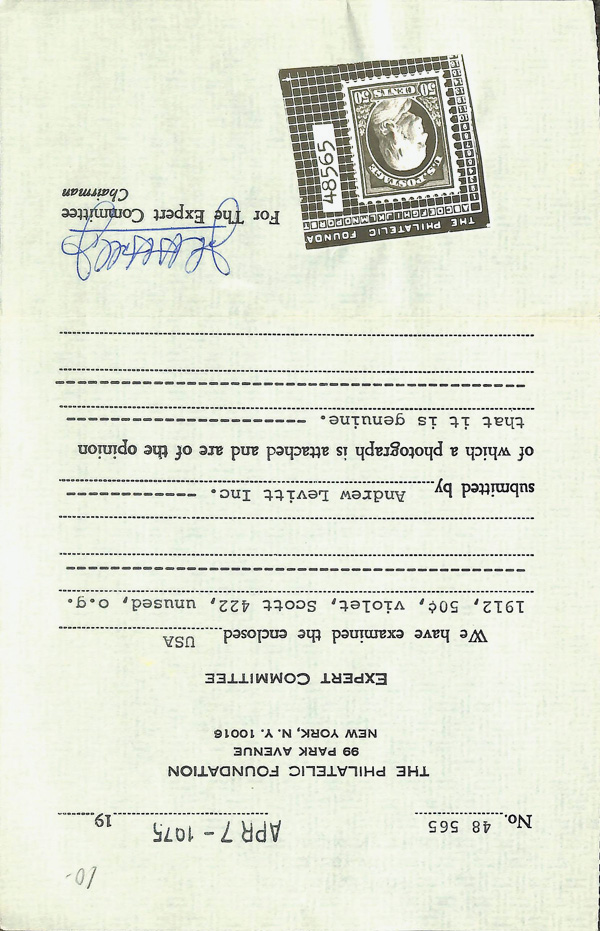 10-
No. 48 565 APR 7 - 1975 19
THE PHILATELIC FOUNDATION
99 PARK AVENUE
NEW YORK, N. Y. 10016
EXPERT COMMITTEE
We have examined the enclosed USA
1912, 50¢, violet, Scott 422, unused, o.g.
submitted by Andrew Levitt Inc.
of which a photograph is attached and are of the opinion
that it is genuine.
For The Expert Committee
Chairman
THE PHILATELIC FOUNDA
ABCDEFGHIJKLMNOPQRST
U.S. POSTAGE
50 CENTS 50
48565